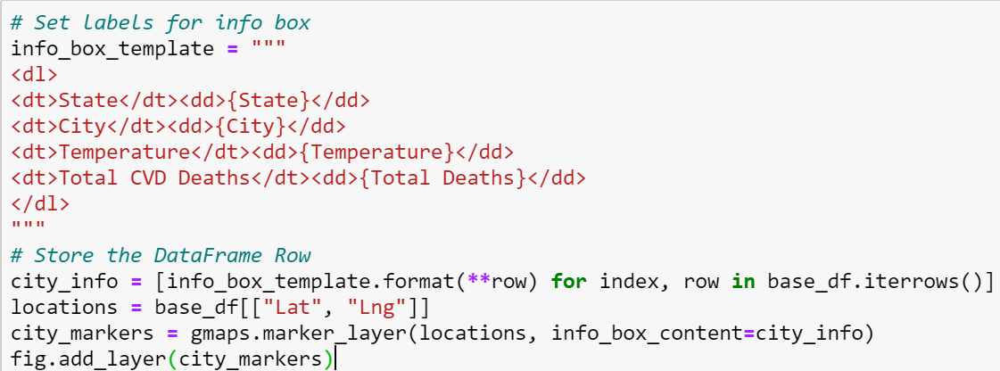 # Set labels for info box
info_box_template = """
<dl>
<dt>State</dt><dd>{State}</dd>
<dt>City</dt><dd>{City}</dd>
<dt>Temperature</dt><dd>{Temperature}</dd>
<dt>Total CVD Deaths</dt><dd>{Total Deaths}</dd>
</dl>
"""
# Store the DataFrame Row
city_info = [info_box_template.format(**row) for index, row in base_df.iterrows()]
locations = base_df[["Lat", "Lng"]]
city_markers = gmaps.marker_layer(locations, info_box_content=city_info)
fig.add_layer(city_markers)